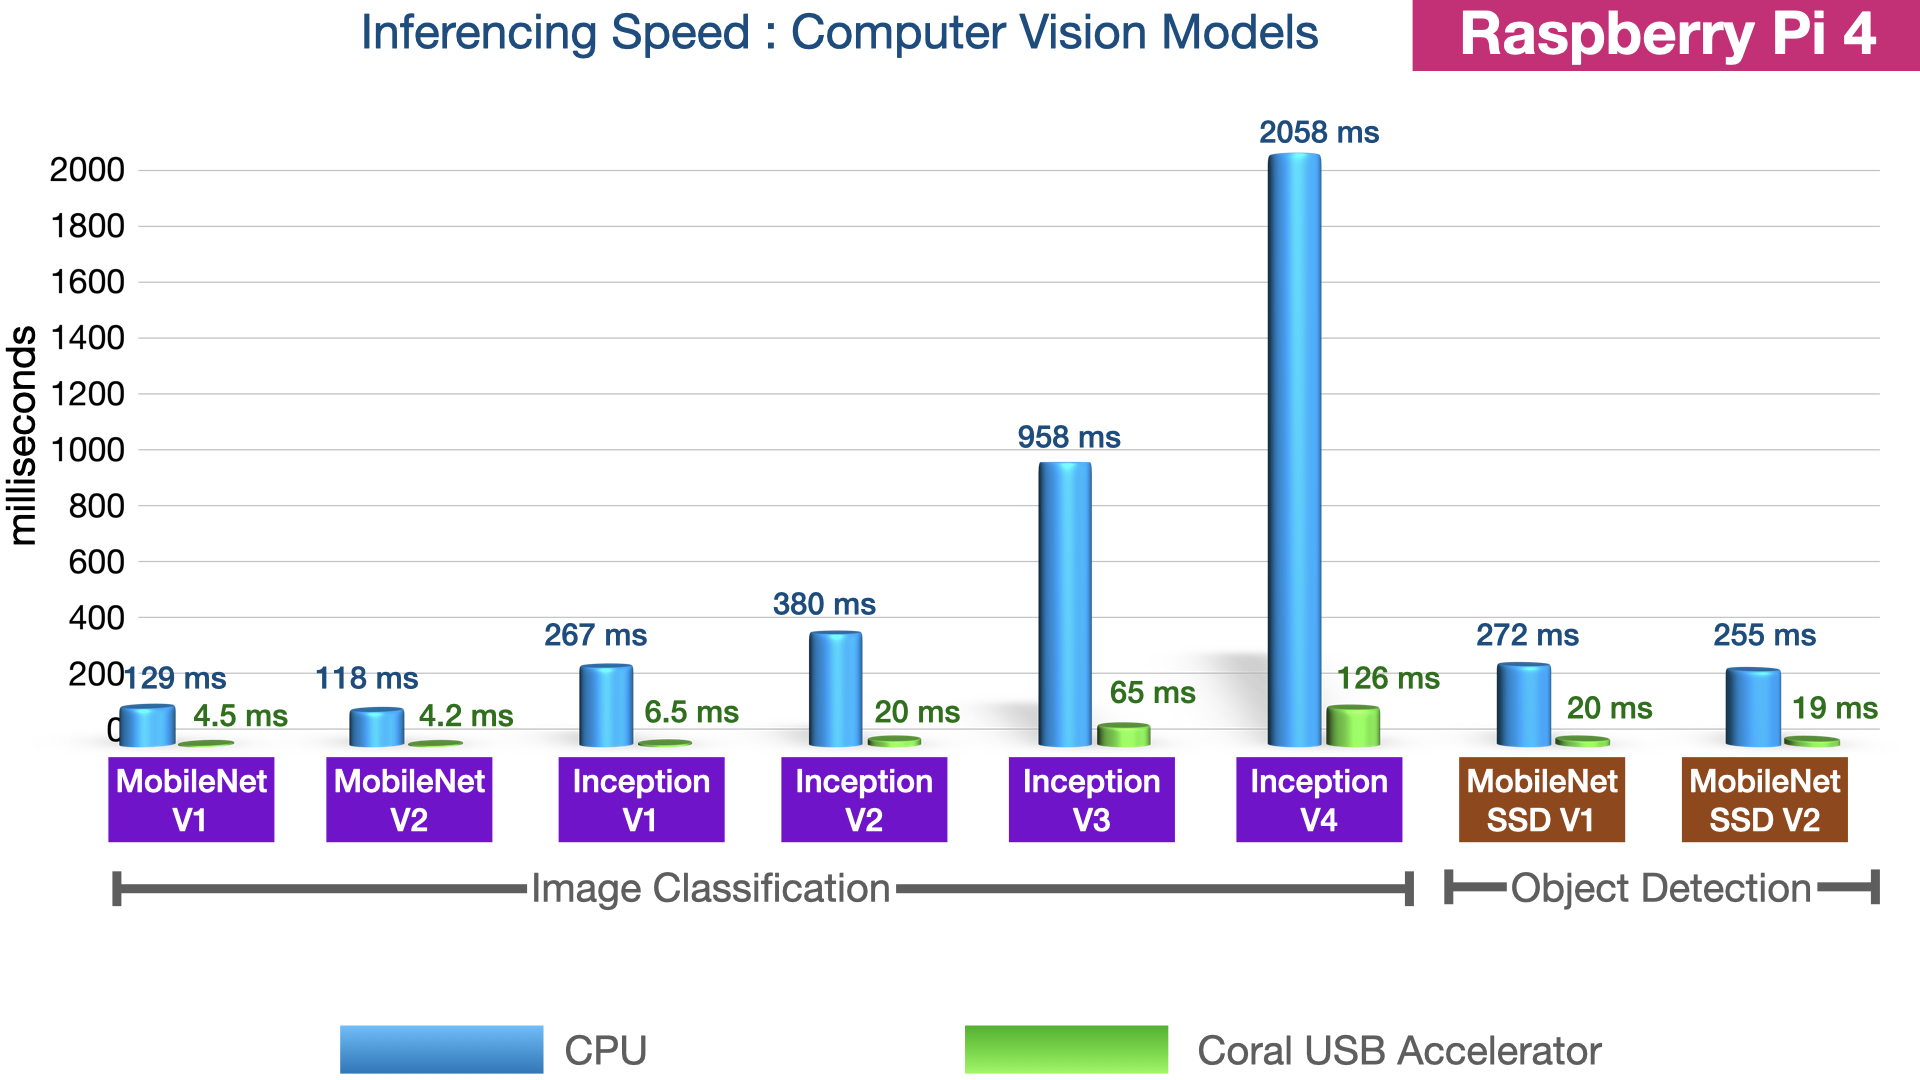 Inferencing Speed : Computer Vision Models
Raspberry Pi 4
2058 ms
2000
1800
1600
1400
1200
1000
800
600
400
200
0
milliseconds
958 ms
380 ms
267 ms
272 ms
255 ms
129 ms
118 ms
65 ms
126 ms
4.5 ms
4.2 ms
6.5 ms
20 ms
20 ms
19 ms
MobileNet
V1
MobileNet
V2
Inception
V1
Inception
V2
Inception
V3
Inception
V4
MobileNet
SSD V1
MobileNet
SSD V2
Image Classification
Object Detection
CPU
Coral USB Accelerator